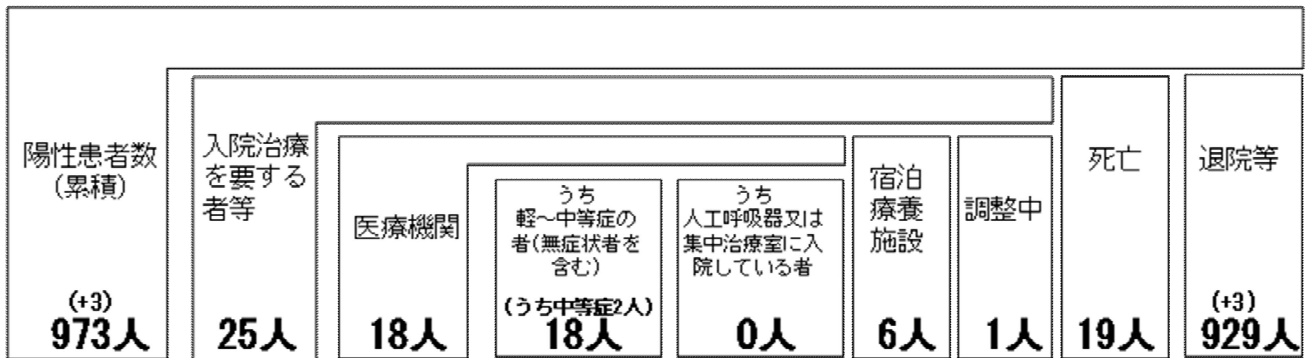 陽性患者数
(累積)
(+3)
973人
入院治療
を要する
者等
25人
医療機関
18人
うち
軽～中等症の
者(無症状者を
含む)
(うち中等症2人)
18人
うち
人工呼吸器又は
集中治療室に入
院している者
0人
宿泊
療養
施設
6人
調整中
1人
死亡
19人
退院等
(+3)
929人